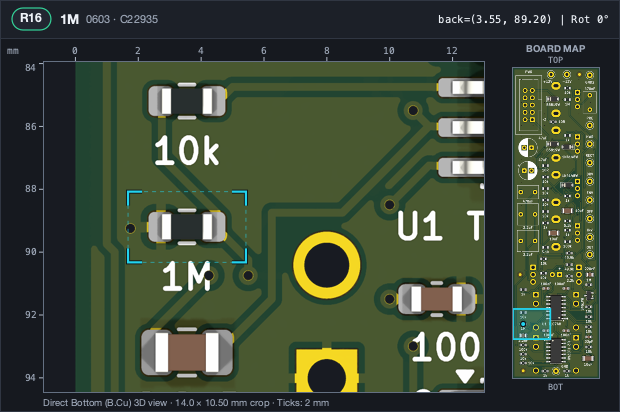 R16 1M 0603 · C22935 back=(3.55, 89.20) | Rot 0°
mm 0 2 4 6 8 10 12
BOARD MAP
TOP
84
86
10k
88
U1 T
90
1M
92
100
94
BOT
Direct Bottom (B.Cu) 3D view · 14.0 × 10.50 mm crop · Ticks: 2 mm